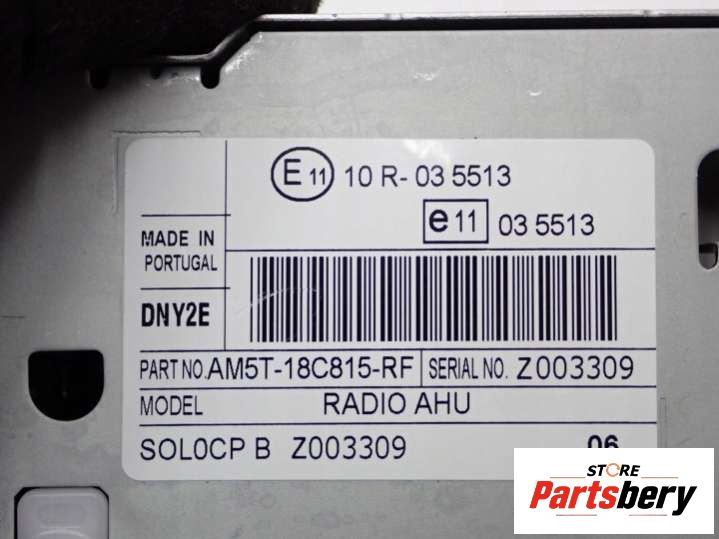 E 11 10 R- 03 5513
e 11 03 5513
MADE IN
PORTUGAL
DNY2E
PART NO. AM5T-18C815-RF SERIAL NO. Z003309
MODEL RADIO AHU
SOL0CP B Z003309 06
STORE
Partsbery